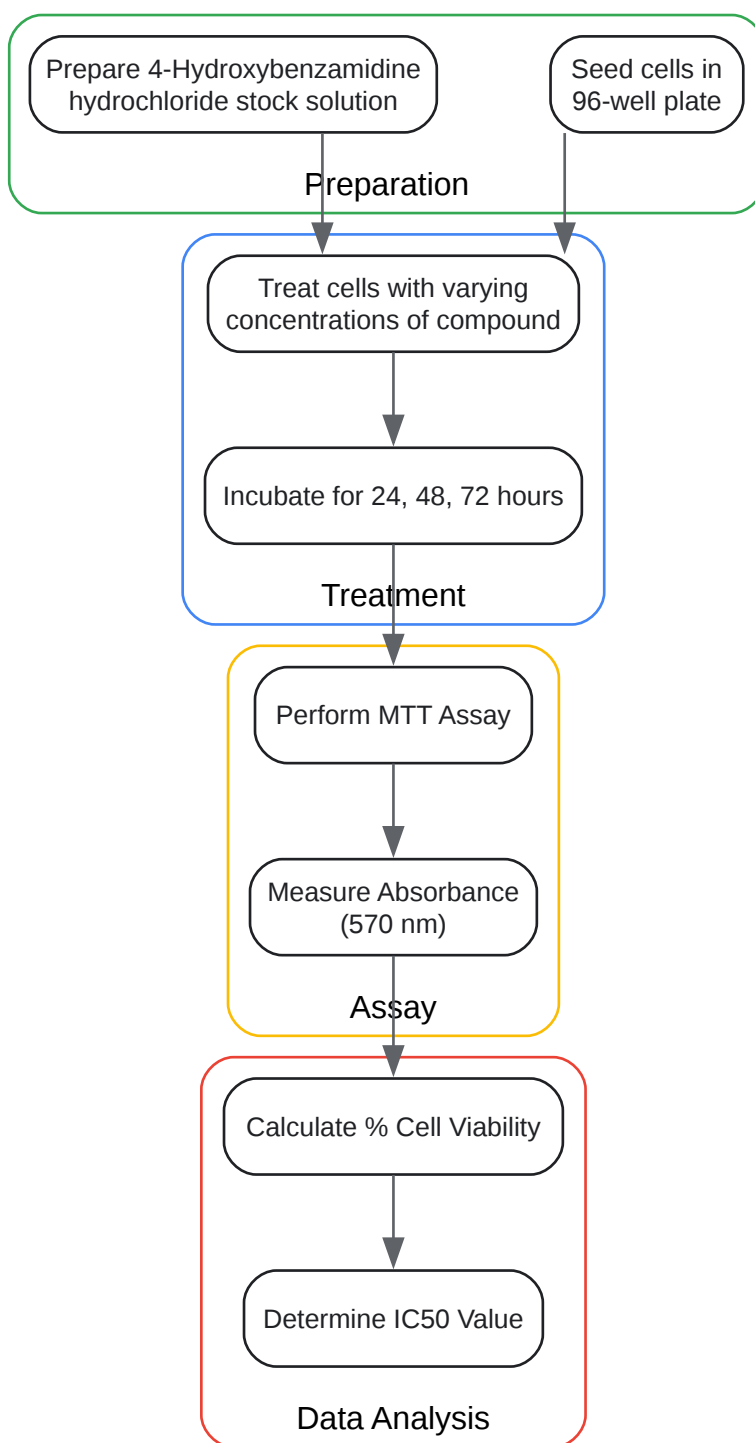 Prepare 4-Hydroxybenzamidine
hydrochloride stock solution
Seed cells in
96-well plate
Preparation
Treat cells with varying
concentrations of compound
Incubate for 24, 48, 72 hours
Treatment
Perform MTT Assay
Measure Absorbance
(570 nm)
Assay
Calculate % Cell Viability
Determine IC50 Value
Data Analysis